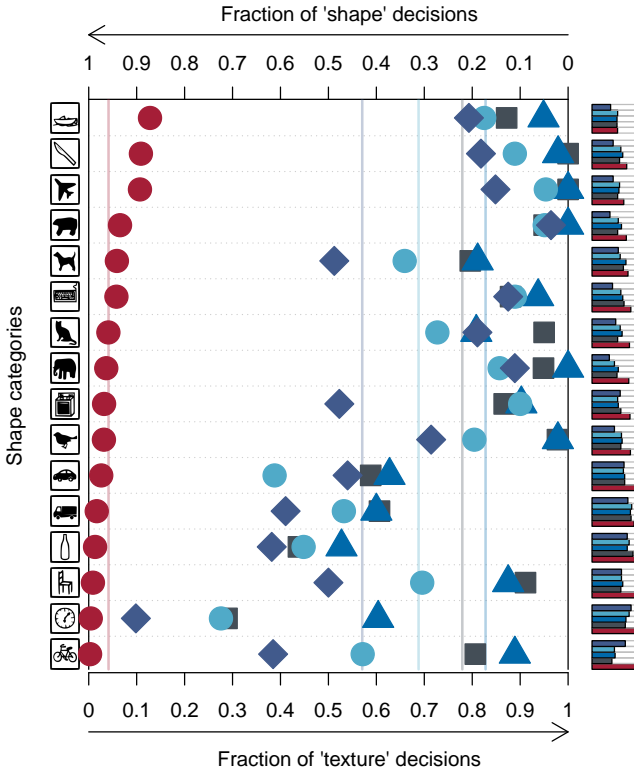 Fraction of 'shape' decisions
1 0.9 0.8 0.7 0.6 0.5 0.4 0.3 0.2 0.1 0
Shape categories
0 0.1 0.2 0.3 0.4 0.5 0.6 0.7 0.8 0.9 1
Fraction of 'texture' decisions